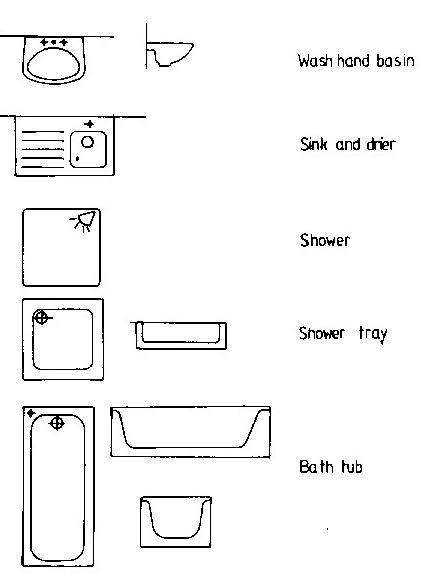 Wash hand basin
Sink and drier
Shower
Shower tray
Bath tub